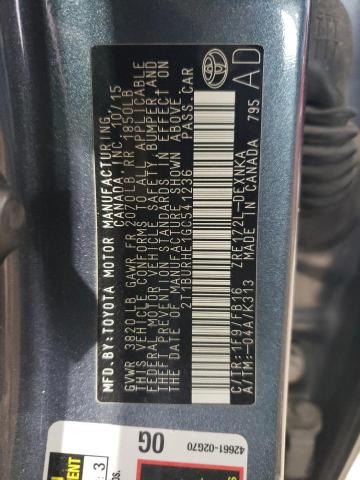 MFD.BY:TOYOTA MOTOR MANUFACTURING
CANADA, INC. 10/15
GVWR 3820LB GAWR FR 2070LB RR 1850LB
THIS VEHICLE CONFORMS TO ALL APPLICABLE
FEDERAL MOTOR VEHICLE SAFETY, BUMPER, AND
THEFT PREVENTION STANDARDS IN EFFECT ON
THE DATE OF MANUFACTURE SHOWN ABOVE.
2T1BURHE1GC541236 PASS.CAR
C/TR: 1F9/FB16 ZRE172L-DEXNKA
A/TM: -04A/K313 MADE IN CANADA
79S
AD
TOYOTA
42661-02G70
0G
: 3